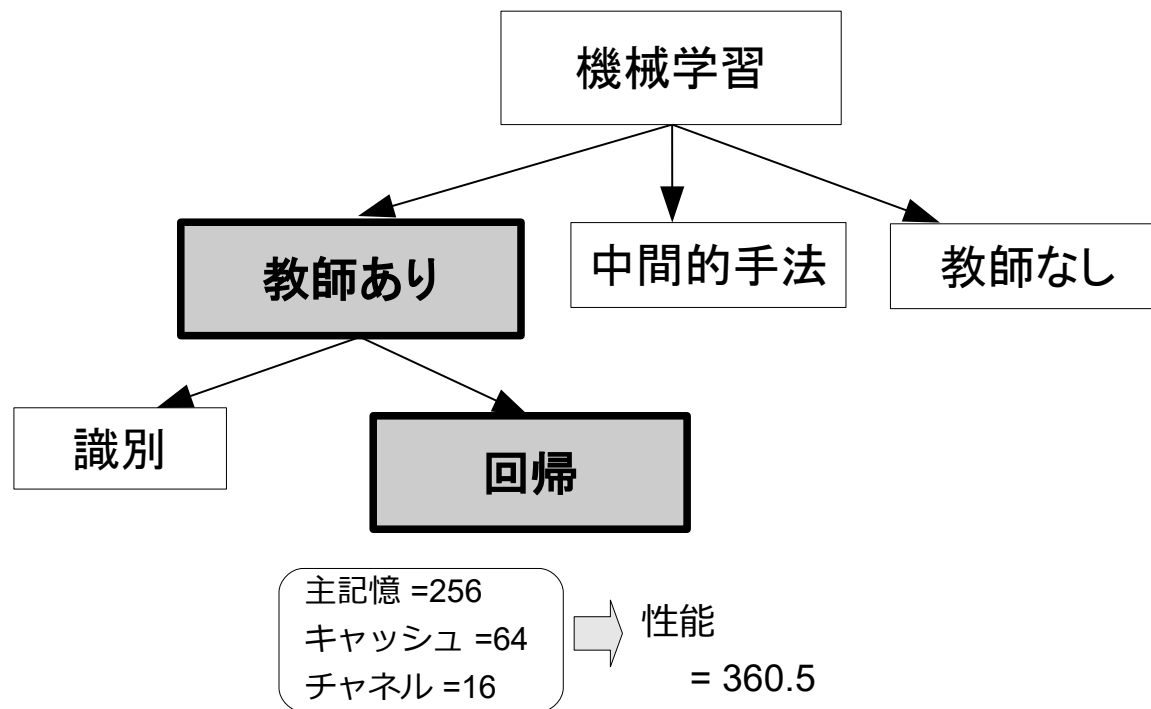 機械学習
教師あり
中間的手法
教師なし
識別
回帰
主記憶 =256
キャッシュ =64
チャネル =16
性能
= 360.5